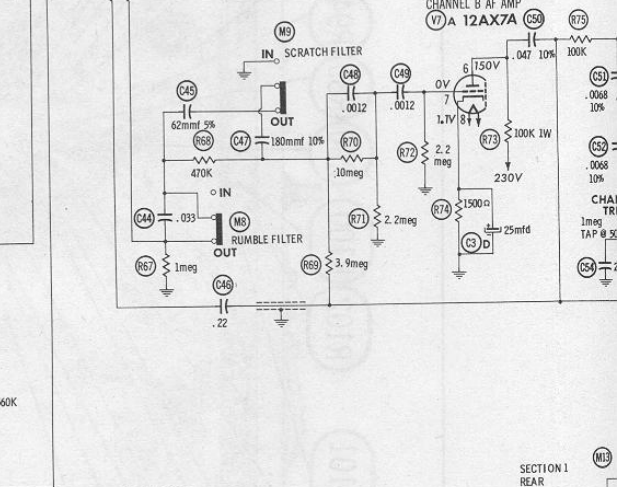 CHANNEL B AF AMP
V7 A 12AX7A
C50
R75
M9
IN SCRATCH FILTER
150V
.047 10%
100K
C45
C48
C49
6
0V
7
C51
.0068
10%
.0012
.0012
OUT
62mmf 5%
1.1V
8
R68
C47
180mmf 10%
R70
R72
2.2
meg
R73
100K 1W
C52
.0068
10%
470K
10meg
230V
IN
C44
.033
M8
RUMBLE FILTER
OUT
R71
2.2meg
R74
1500Ω
C3 D
25mfd
CHA
TR
1meg
TAP @ 50
R67
1meg
R69
3.9meg
C54
2
C46
.22
60K
M13
SECTION 1
REAR